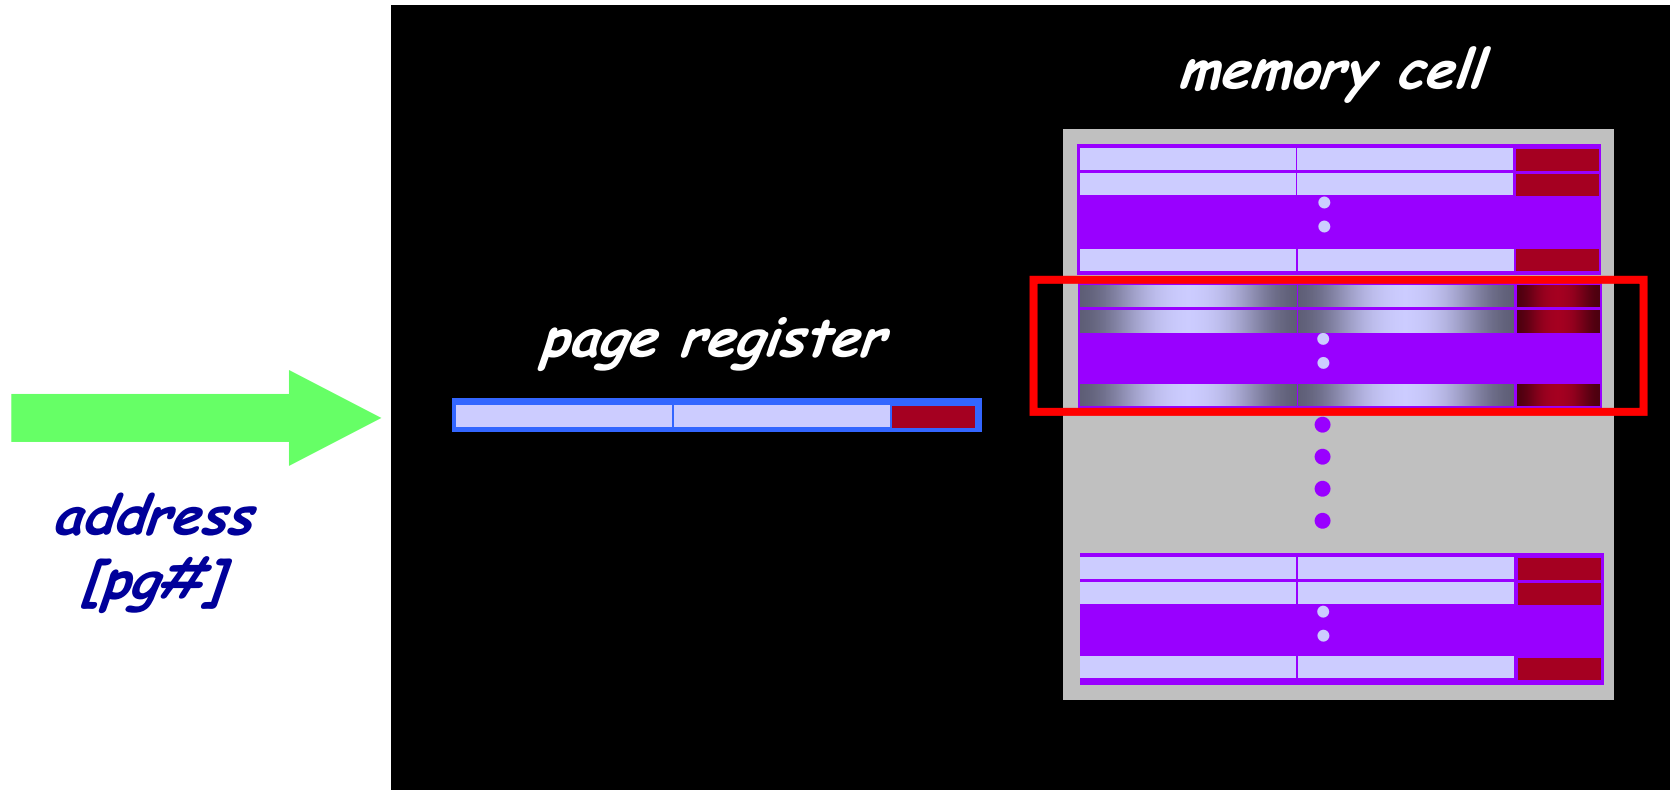 memory cell
page register
address
[pg#]